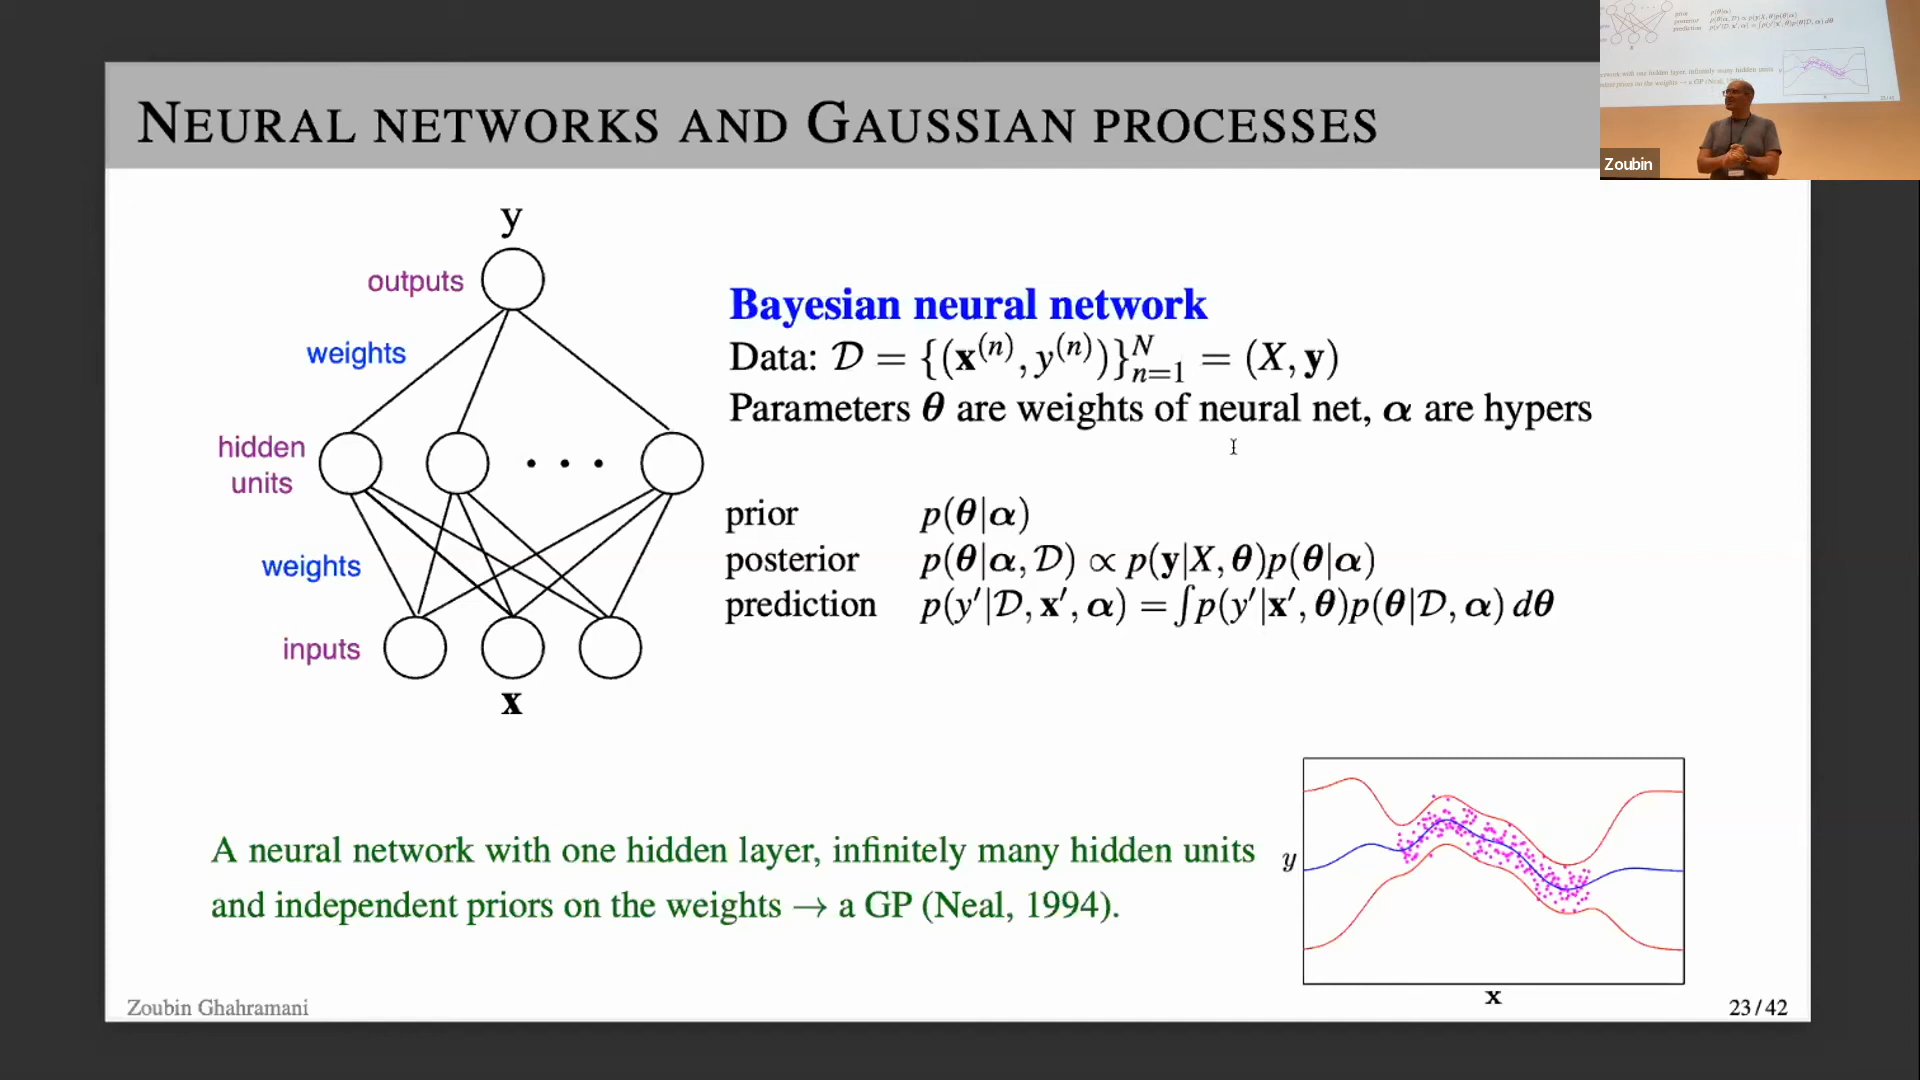 NEURAL NETWORKS AND GAUSSIAN PROCESSES
Zoubin
y
outputs
weights
hidden
units
weights
inputs
x
Bayesian neural network
Data: 𝒟 = {(x⁽ⁿ⁾, y⁽ⁿ⁾)}ᴺₙ₌₁ = (X, y)
Parameters θ are weights of neural net, α are hypers
prior p(θ|α)
posterior p(θ|α, 𝒟) ∝ p(y|X, θ)p(θ|α)
prediction p(y′|𝒟, x′, α) = ∫p(y′|x′, θ)p(θ|𝒟, α) dθ
A neural network with one hidden layer, infinitely many hidden units
and independent priors on the weights → a GP (Neal, 1994).
y
x
Zoubin Ghahramani
23 / 42